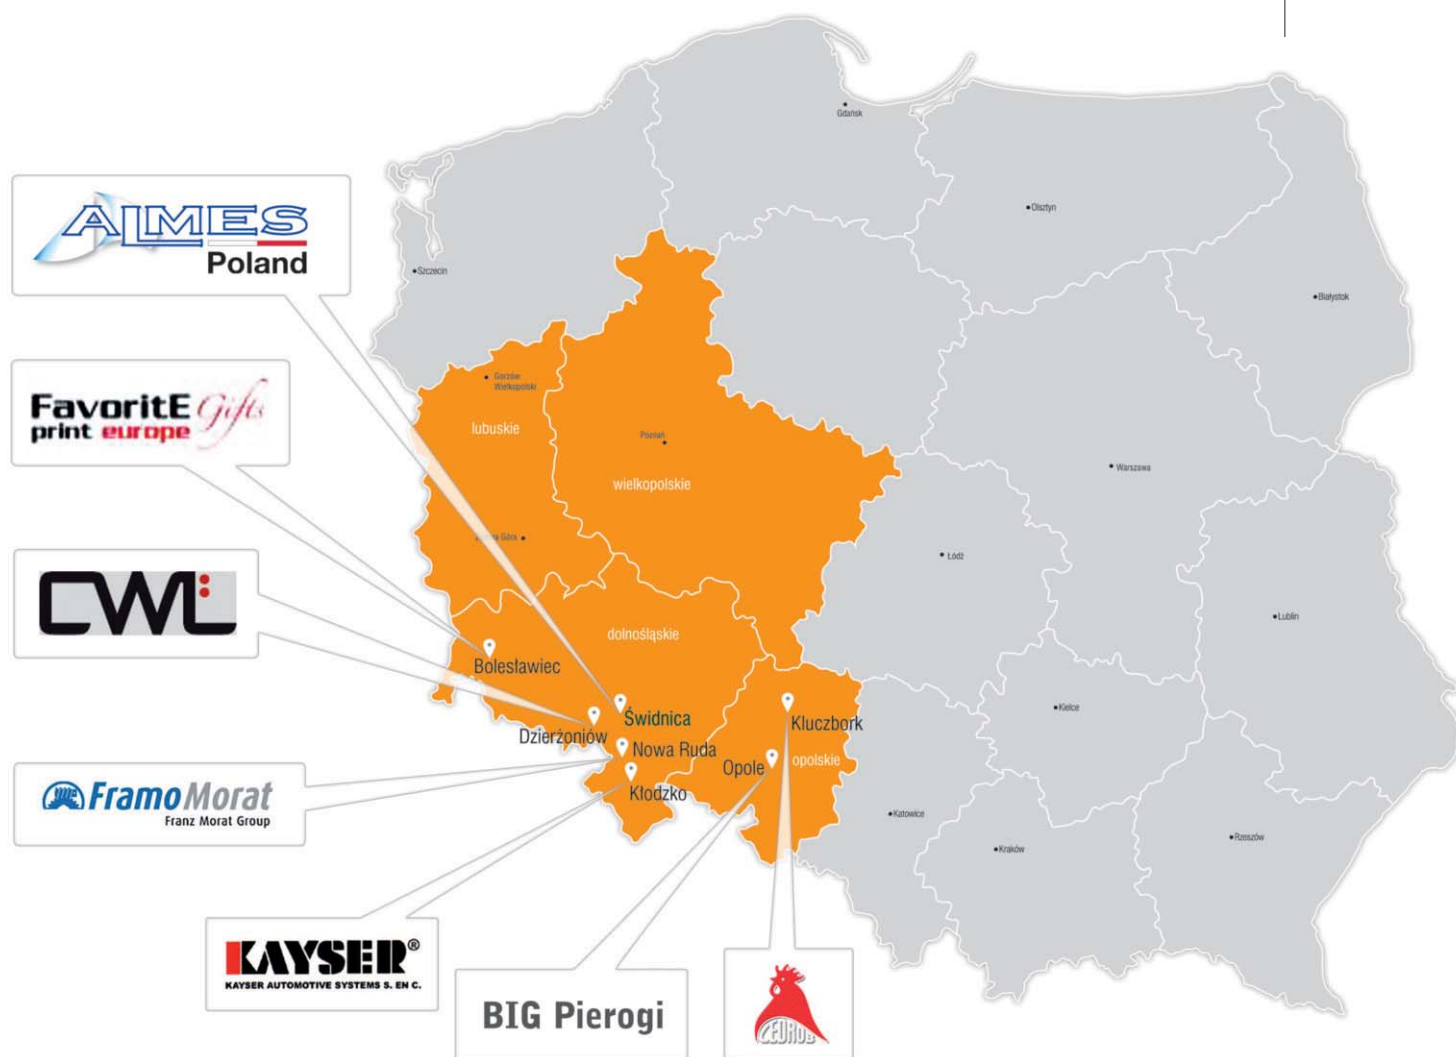 Gdańsk
Olsztyn
ALMES
Poland
Szczecin
Białystok
Gorzów
Wielkopolski
FavoritE Gifts
print europe
lubuskie
Poznań
Warszawa
wielkopolskie
Góra
Łódź
CWL
Lublin
dolnośląskie
Bolesławiec
Kielce
Świdnica
Kluczbork
Dzierżoniów
Nowa Ruda
opolskie
Opole
Kłodzko
FramoMorat
Franz Morat Group
Katowice
Rzeszów
Kraków
KAYSER®
KAYSER AUTOMOTIVE SYSTEMS S. EN C.
BIG Pierogi
CEDROB